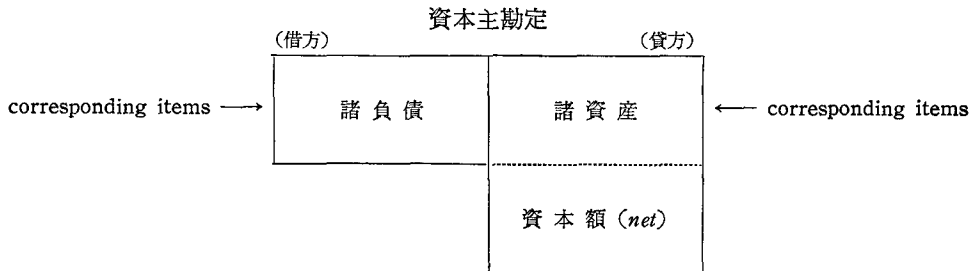 資本主勘定
(借方) (貸方)
corresponding items → 諸負債 諸資産 ← corresponding items
資本額 (net)